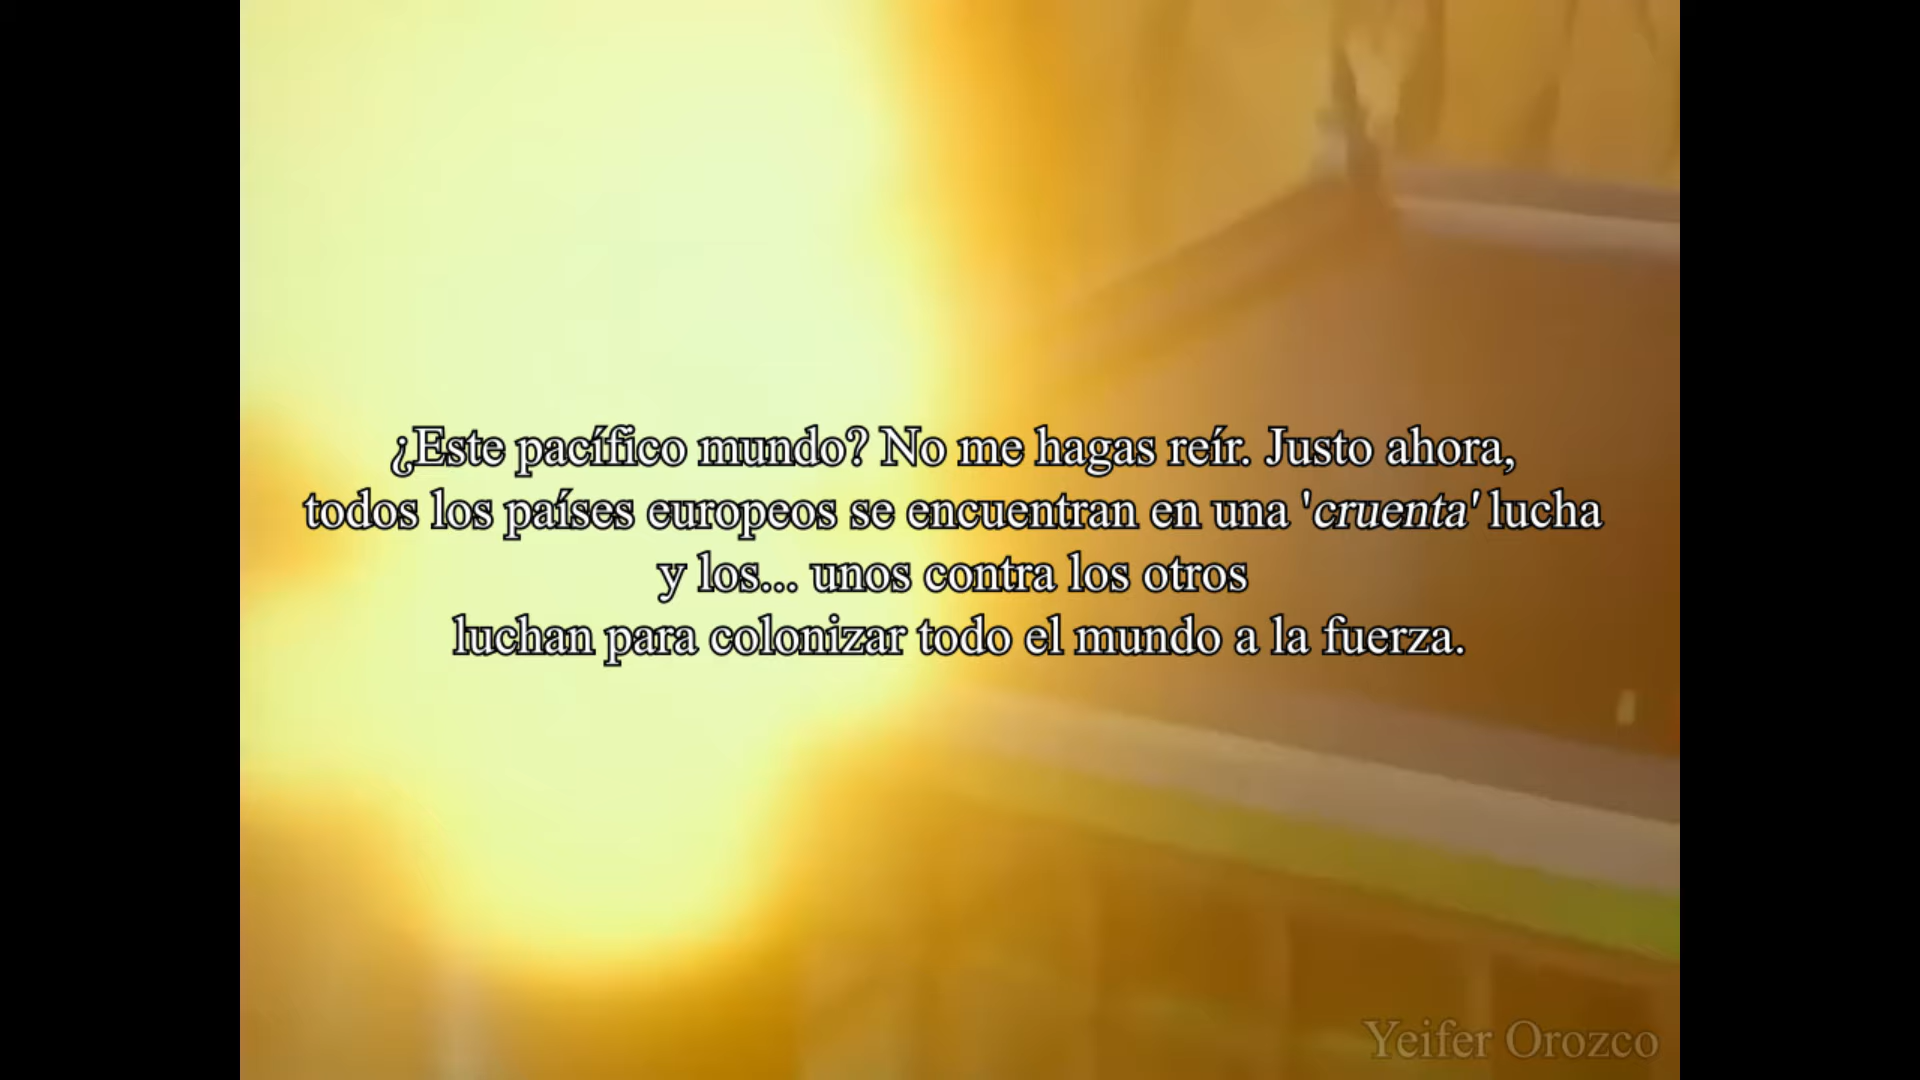 ¿Este pacífico mundo? No me hagas reír. Justo ahora,
todos los países europeos se encuentran en una 'cruenta' lucha
y los... unos contra los otros
luchan para colonizar todo el mundo a la fuerza.
Yeifer Orozco